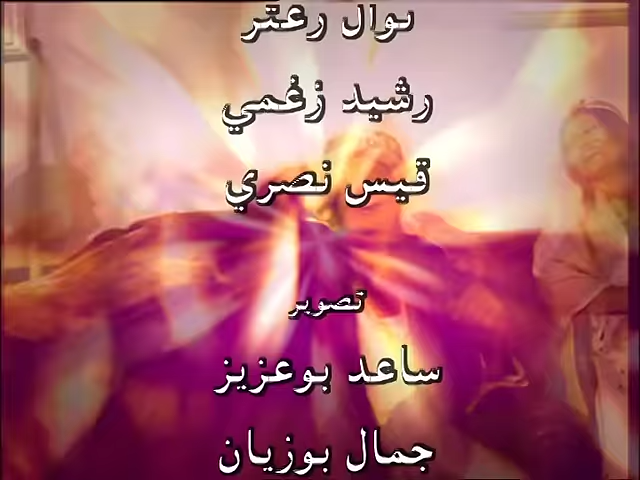 نوال زعتر
رشيد زغمي
قيس نصري
تصوير
ساعد بوعزيز
جمال بوزيان